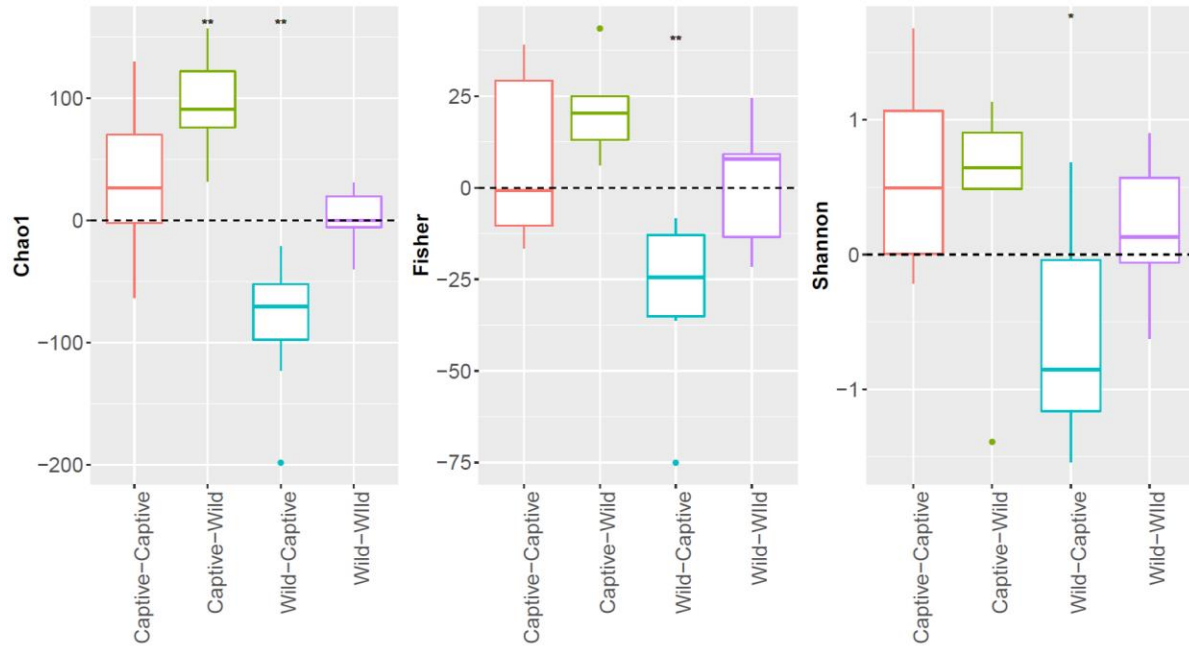 ** **
Chao1
100
0
−100
−200
Captive−Captive
Captive−Wild
Wild−Captive
Wild−WIld
**
Fisher
25
0
−25
−50
−75
Captive−Captive
Captive−Wild
Wild−Captive
Wild−WIld
*
Shannon
1
0
−1
Captive−Captive
Captive−Wild
Wild−Captive
Wild−WIld